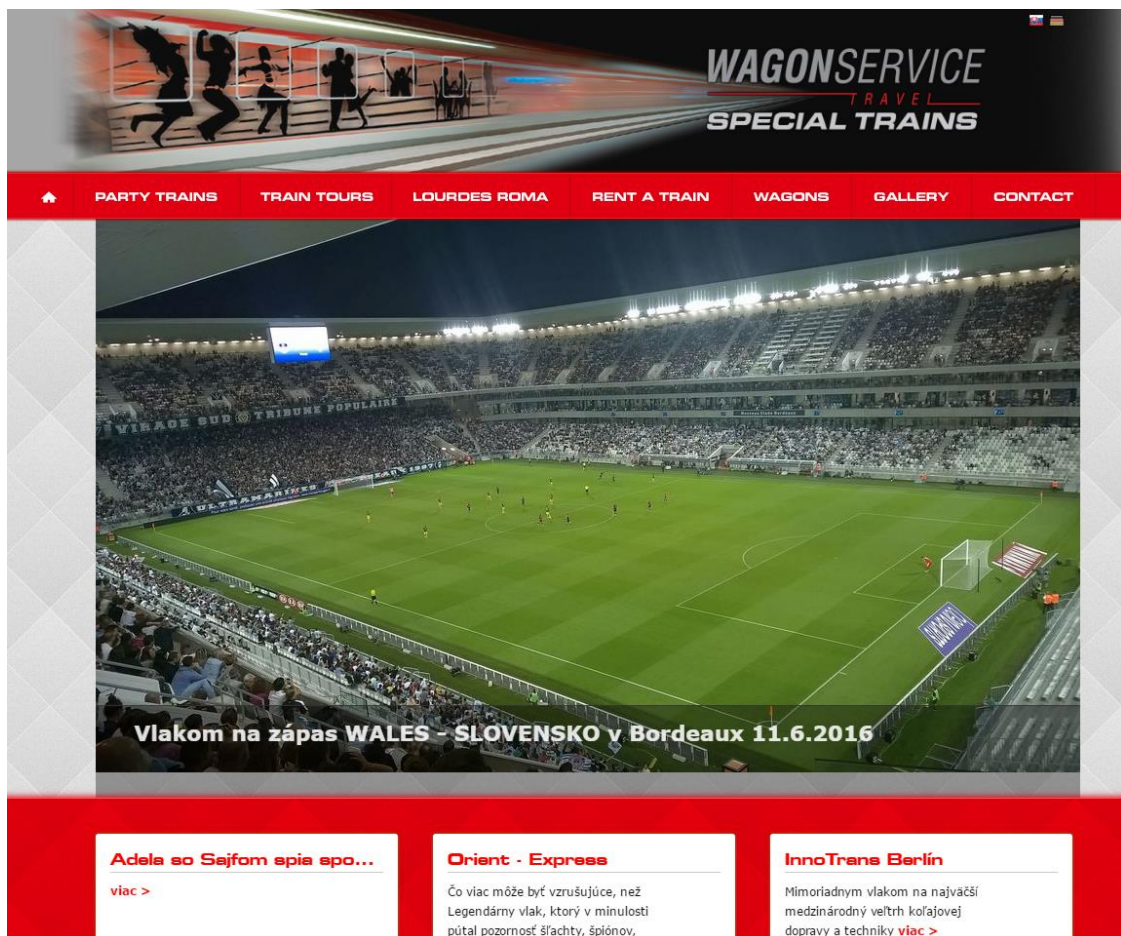 WAGONSERVICE
TRAVEL
SPECIAL TRAINS
PARTY TRAINS TRAIN TOURS LOURDES ROMA RENT A TRAIN WAGONS GALLERY CONTACT
VIRAGE SUD TRIBUNE POPULAIRE
ULTRAMARINES
Vlakom na zápas WALES - SLOVENSKO v Bordeaux 11.6.2016
Adela so Sajfom spia spo...
viac >
Orient - Express
Čo viac môže byť vzrušujúce, než
Legendárny vlak, ktorý v minulosti
pútal pozornosť šľachty, špiónov,
InnoTrans Berlín
Mimoriadnym vlakom na najväčší
medzinárodný veľtrh koľajovej
dopravy a techniky viac >